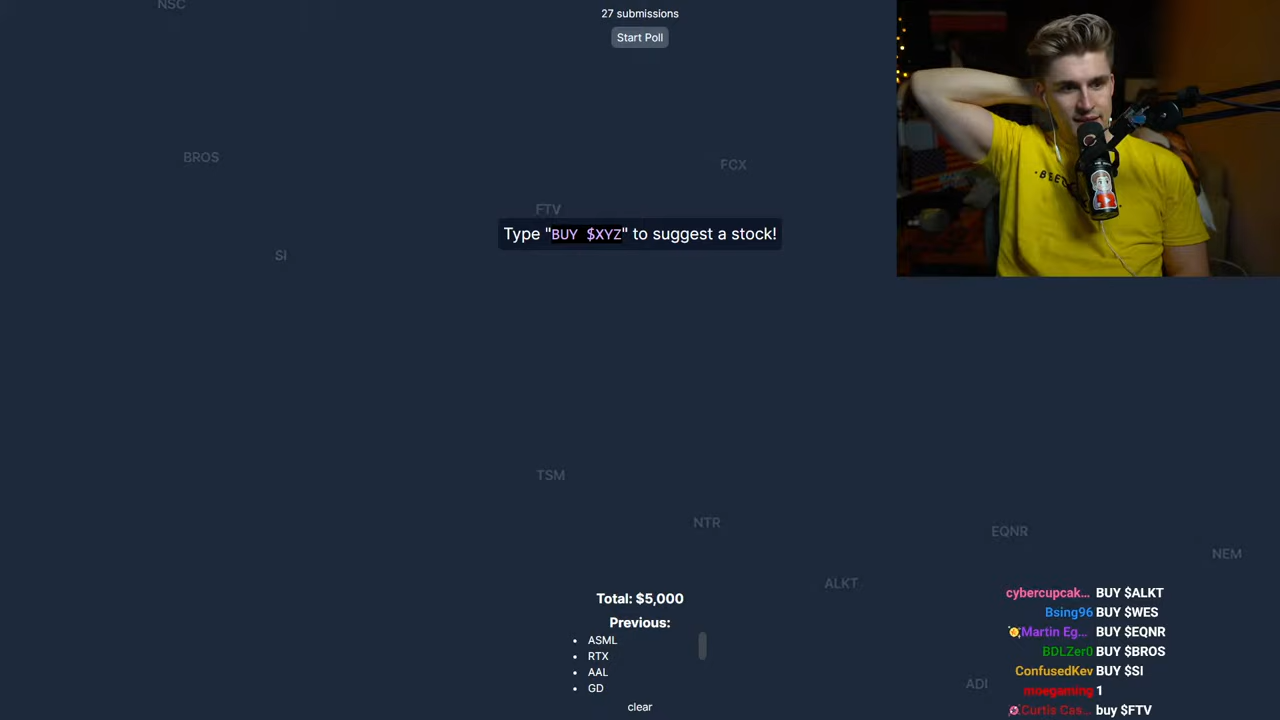 NSC
27 submissions
Start Poll
BROS
FCX
FTV
Type "BUY $XYZ" to suggest a stock!
SI
TSM
NTR
EQNR
NEM
ALKT
Total: $5,000
Previous:
• ASML
• RTX
• AAL
• GD
clear
ADI
cybercupcak... BUY $ALKT
Bsing96 BUY $WES
Martin Eg... BUY $EQNR
BDLZer0 BUY $BROS
ConfusedKev BUY $SI
moegaming 1
Curtis Cas... buy $FTV